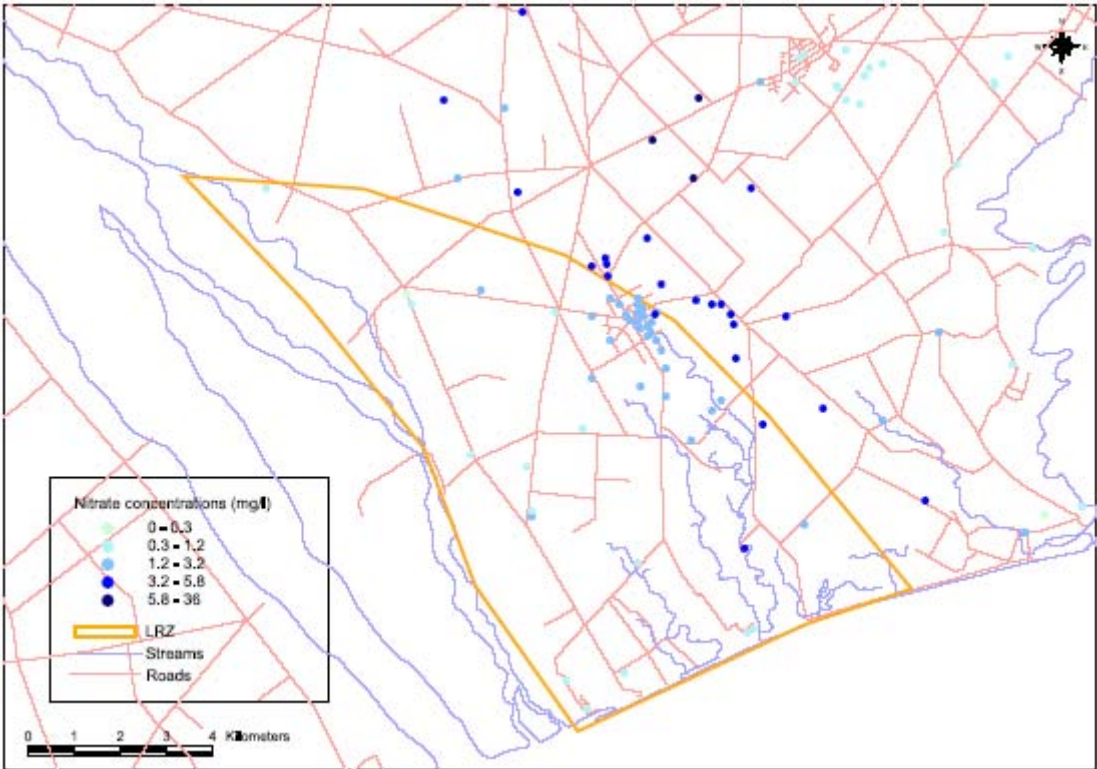 N
W E
S
Nitrate concentrations (mg/l)
0 - 0.3
0.3 - 1.2
1.2 - 3.2
3.2 - 5.8
5.8 - 36
LRZ
Streams
Roads
0 1 2 3 4 Kilometers